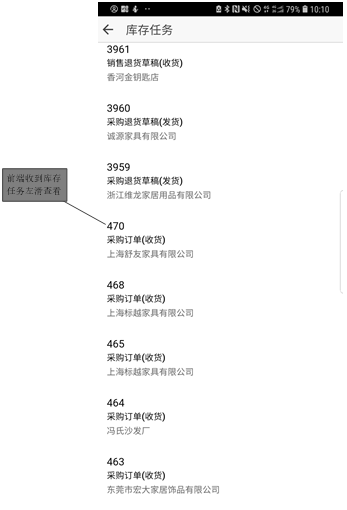 79% 10:10
库存任务
3961
销售退货草稿(收货)
香河金钥匙店
3960
采购退货草稿(发货)
诚源家具有限公司
3959
采购退货草稿(发货)
浙江维龙家居用品有限公司
前端收到库存
任务左滑查看
470
采购订单(收货)
上海舒友家具有限公司
468
采购订单(收货)
上海标越家具有限公司
465
采购订单(收货)
上海标越家具有限公司
464
采购订单(收货)
冯氏沙发厂
463
采购订单(收货)
东莞市宏大家居饰品有限公司